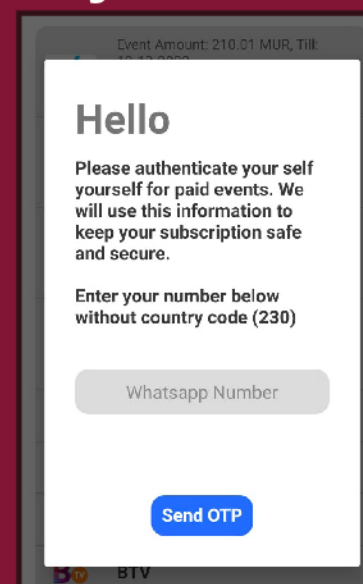 Event Amount: 210.01 MUR, Till:
Hello
Please authenticate your self
yourself for paid events. We
will use this information to
keep your subscription safe
and secure.
Enter your number below
without country code (230)
Whatsapp Number
Send OTP
BTV